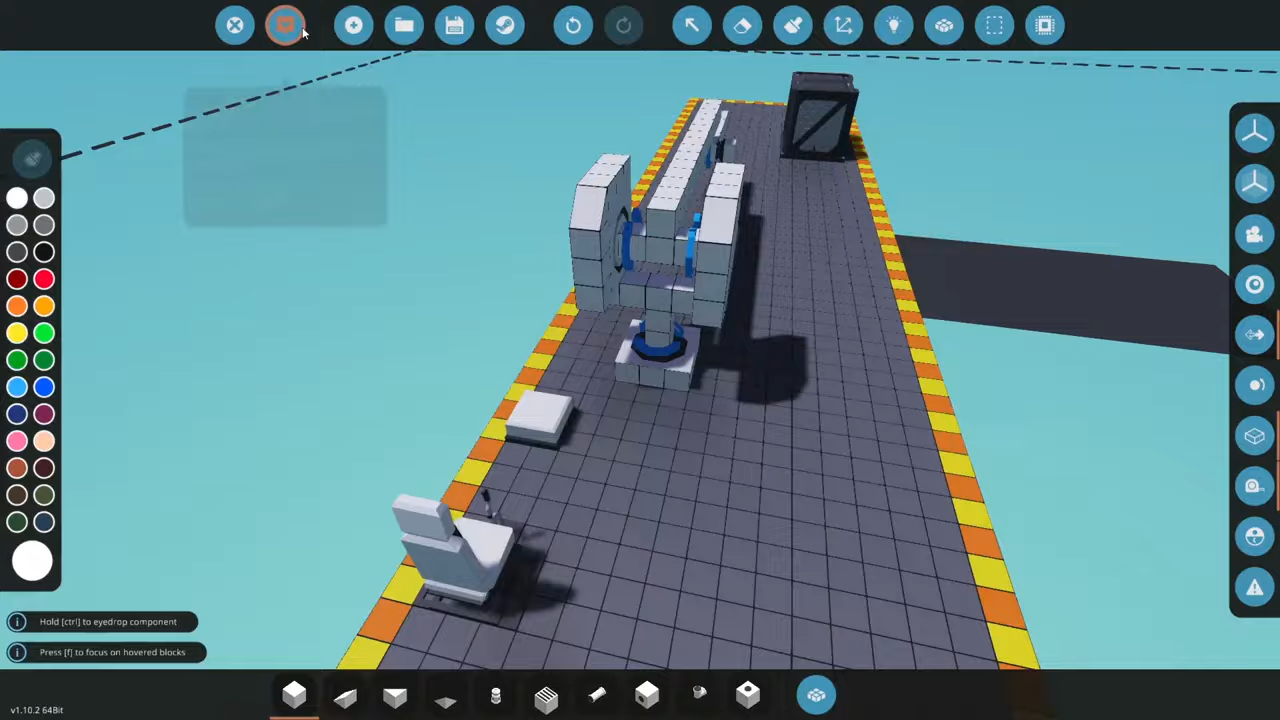 Hold [ctrl] to eyedrop component
Press [f] to focus on hovered blocks
v1.10.2 64Bit